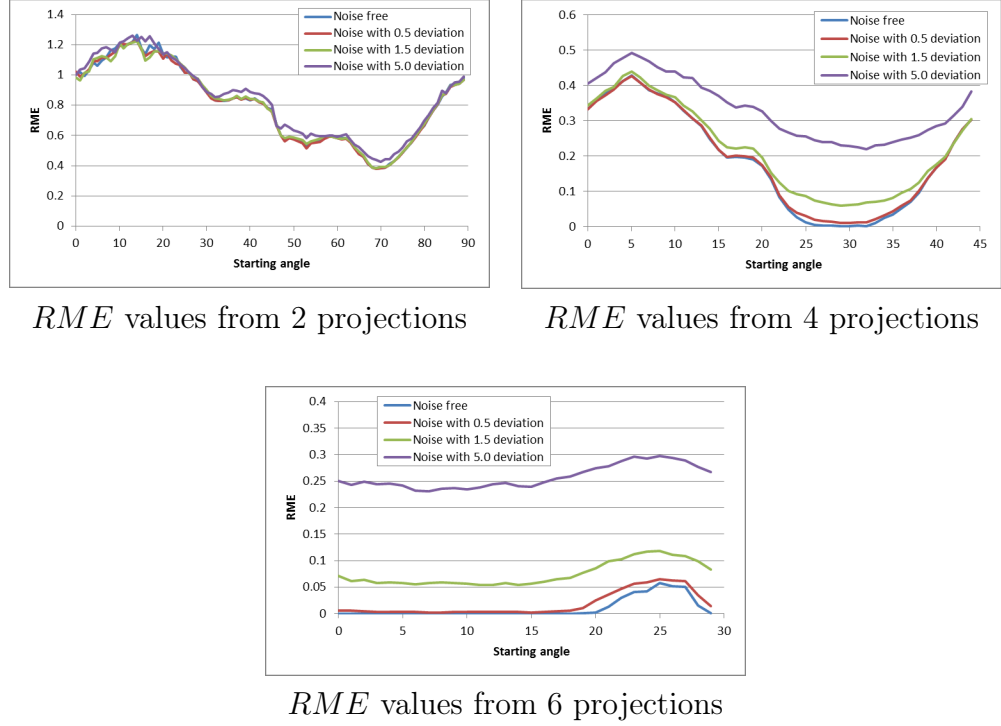 Noise free
Noise with 0.5 deviation
Noise with 1.5 deviation
Noise with 5.0 deviation
1.4
1.2
1
0.8
0.6
0.4
0.2
0
RME
0 10 20 30 40 50 60 70 80 90
Starting angle
RME values from 2 projections
Noise free
Noise with 0.5 deviation
Noise with 1.5 deviation
Noise with 5.0 deviation
0.6
0.5
0.4
0.3
0.2
0.1
0
RME
0 5 10 15 20 25 30 35 40 45
Starting angle
RME values from 4 projections
Noise free
Noise with 0.5 deviation
Noise with 1.5 deviation
Noise with 5.0 deviation
0.4
0.35
0.3
0.25
0.2
0.15
0.1
0.05
0
RME
0 5 10 15 20 25 30
Starting angle
RME values from 6 projections